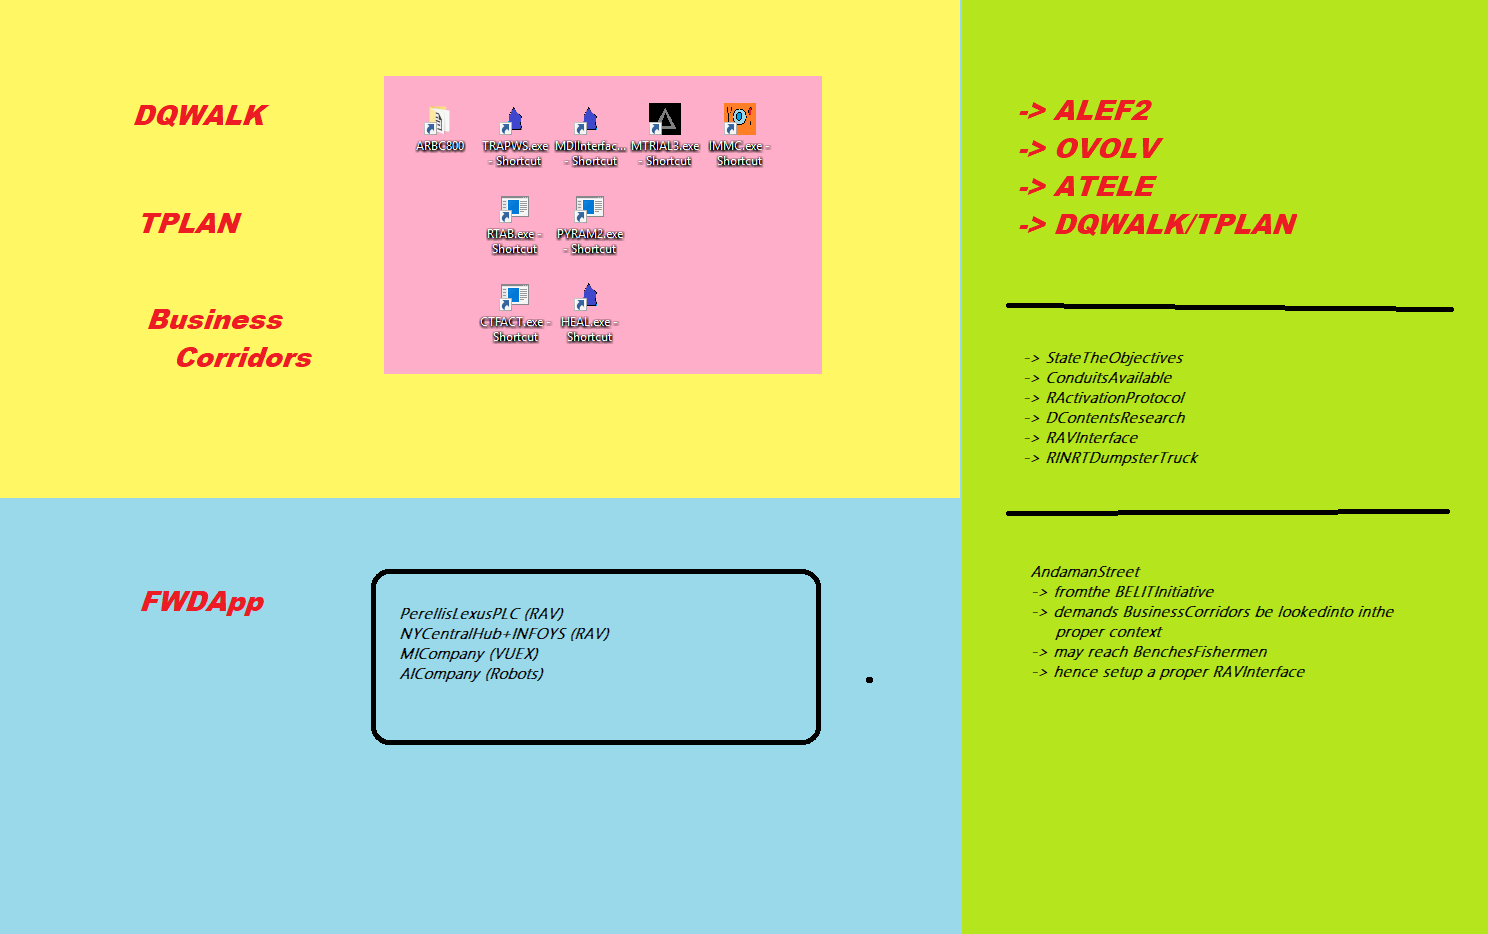 DQWALK
ARBC800
TRAPWS.exe - Shortcut
MDIInterfac... - Shortcut
MTRIAL3.exe - Shortcut
IMMC.exe - Shortcut
TPLAN
RTAB.exe - Shortcut
PYRAM2.exe - Shortcut
Business
Corridors
CTFACT.exe - Shortcut
HEAL.exe - Shortcut
FWDApp
PerellisLexusPLC (RAV)
NYCentralHub+INFOYS (RAV)
MICompany (VUEX)
AICompany (Robots)
-> ALEF2
-> OVOLV
-> ATELE
-> DQWALK/TPLAN
-> StateTheObjectives
-> ConduitsAvailable
-> RActivationProtocol
-> DContentsResearch
-> RAVInterface
-> RINRTDumpsterTruck
AndamanStreet
-> fromthe BELITInitiative
-> demands BusinessCorridors be lookedinto inthe
proper context
-> may reach BenchesFishermen
-> hence setup a proper RAVInterface